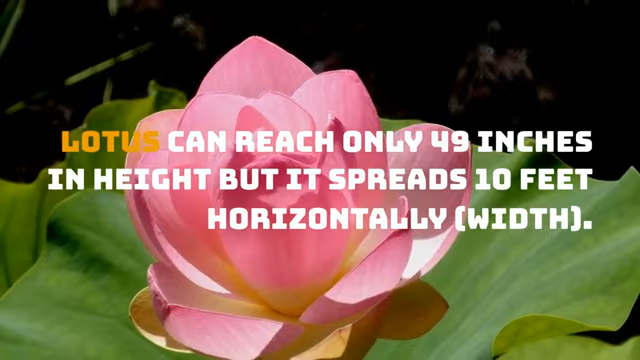 LOTUS CAN REACH ONLY 49 INCHES
IN HEIGHT BUT IT SPREADS 10 FEET
HORIZONTALLY (WIDTH).